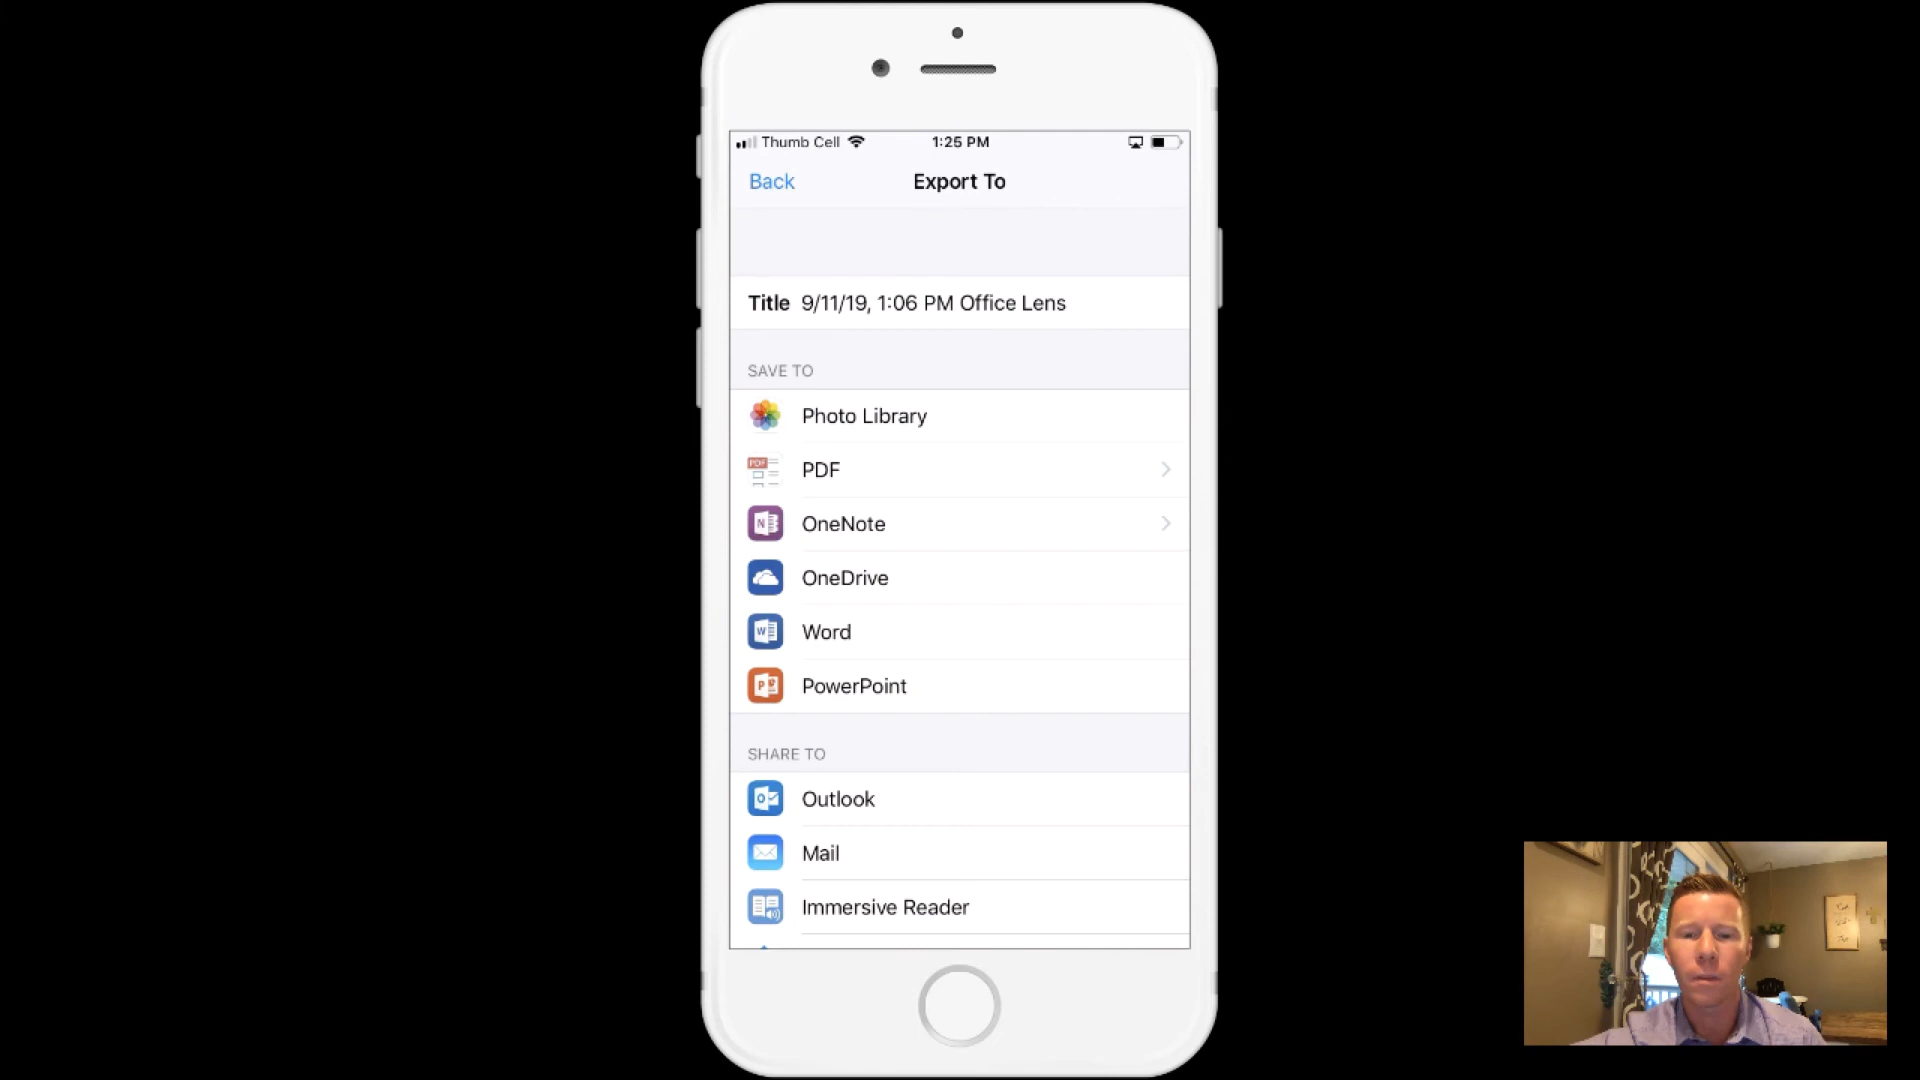 Thumb Cell
1:25 PM
Back
Export To
Title 9/11/19, 1:06 PM Office Lens
SAVE TO
Photo Library
PDF
PDF
N
OneNote
OneDrive
W
Word
P
PowerPoint
SHARE TO
O
Outlook
Mail
Immersive Reader